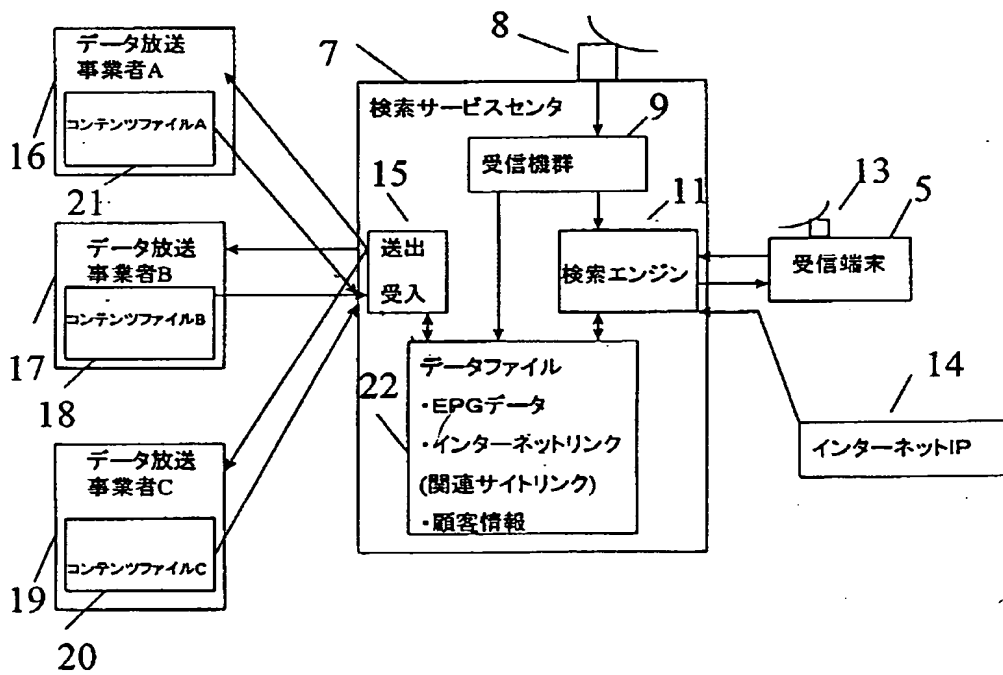 データ放送
事業者A
コンテンツファイルA
16
21
データ放送
事業者B
コンテンツファイルB
17
18
データ放送
事業者C
コンテンツファイルC
19
20
7
8
検索サービスセンタ
9
受信機群
15
送出
受入
11
検索エンジン
13
5
受信端末
22
データファイル
・EPGデータ
・インターネットリンク
(関連サイトリンク)
・顧客情報
14
インターネットIP